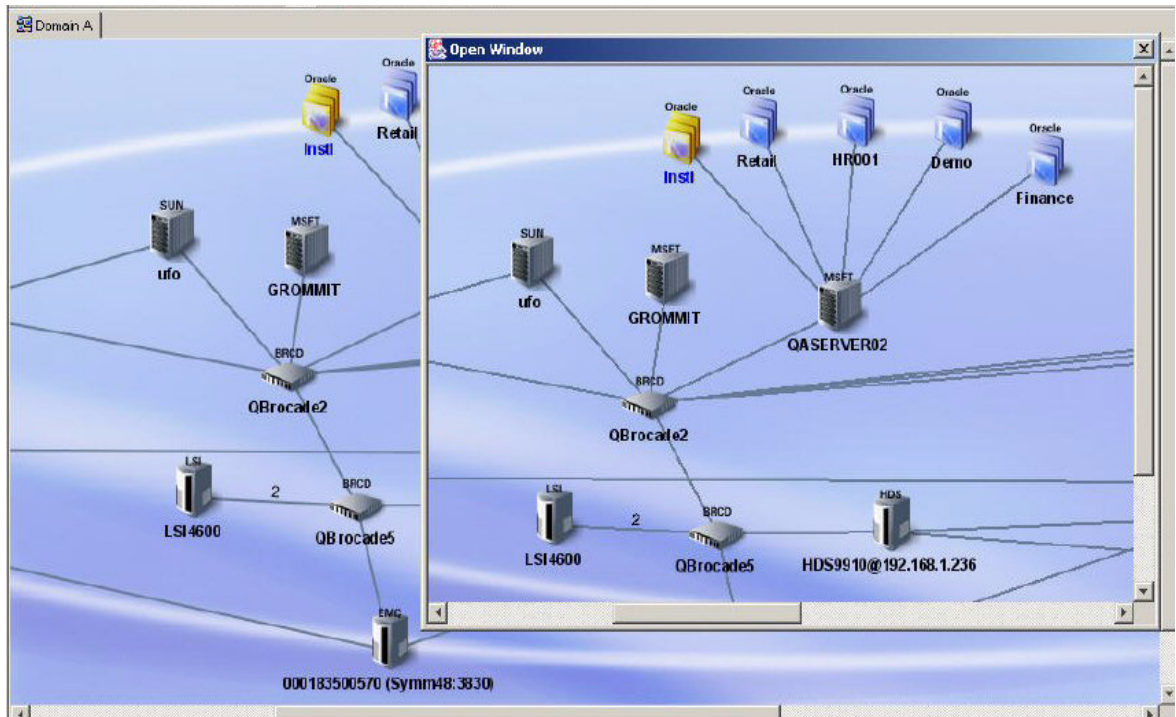 Domain A
Oracle
Instl
Oracle
Retail
SUN
ufo
MSFT
GROMMIT
BRCD
QBrocade2
LSI
LSI4600
2
BRCD
QBrocade5
EMC
000183500570 (Symm48:3830)
Open Window
Oracle
Instl
Oracle
Retail
Oracle
HR001
Oracle
Demo
Oracle
Finance
SUN
ufo
MSFT
GROMMIT
MSFT
QASERVER02
BRCD
QBrocade2
LSI
LSI4600
2
BRCD
QBrocade5
HDS
HDS9910@192.168.1.236